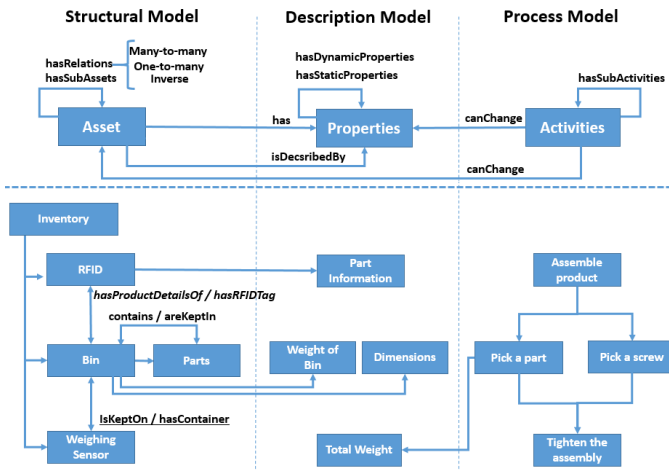 Structural Model
Description Model
Process Model
hasRelations
hasSubAssets
Many-to-many
One-to-many
Inverse
hasDynamicProperties
hasStaticProperties
hasSubActivities
Asset
has
Properties
canChange
Activities
isDecsribedBy
canChange
Inventory
RFID
Part
Information
Assemble
product
hasProductDetailsOf / hasRFIDTag
contains / areKeptIn
Bin
Parts
Weight of
Bin
Dimensions
Pick a part
Pick a screw
IsKeptOn / hasContainer
Weighing
Sensor
Total Weight
Tighten the
assembly